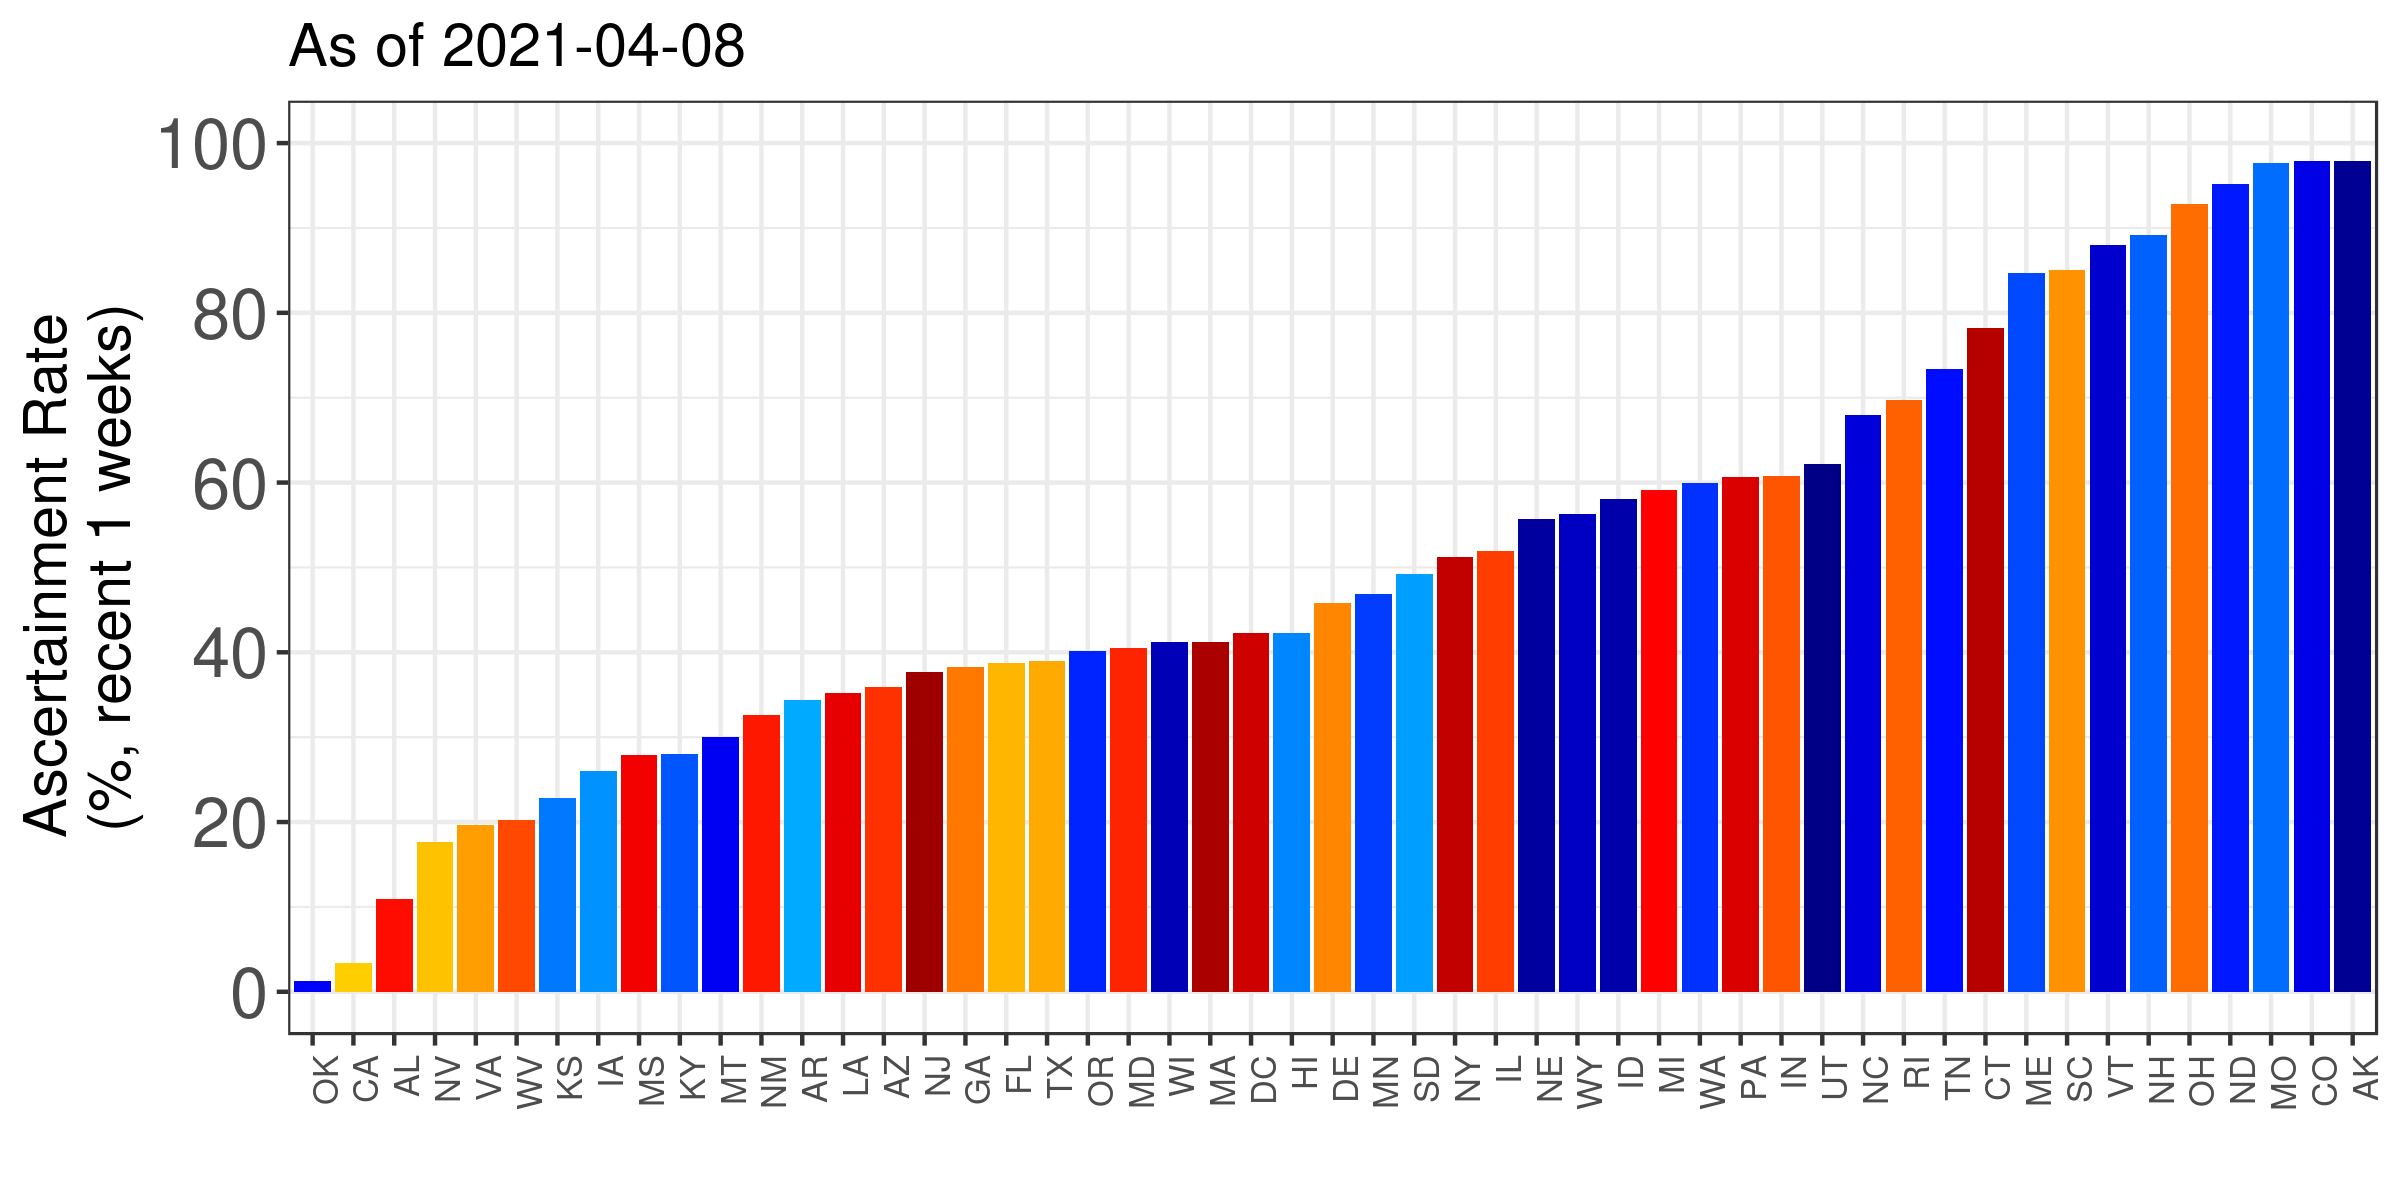 As of 2021-04-08
Ascertainment Rate
(%, recent 1 weeks)
100
80
60
40
20
0
OK CA AL NV VA WV KS IA MS KY MT NM AR LA AZ NJ GA FL TX OR MD WI MA DC HI DE MN SD NY IL NE WY ID MI WA PA IN UT NC RI TN CT ME SC VT NH OH ND MO CO AK